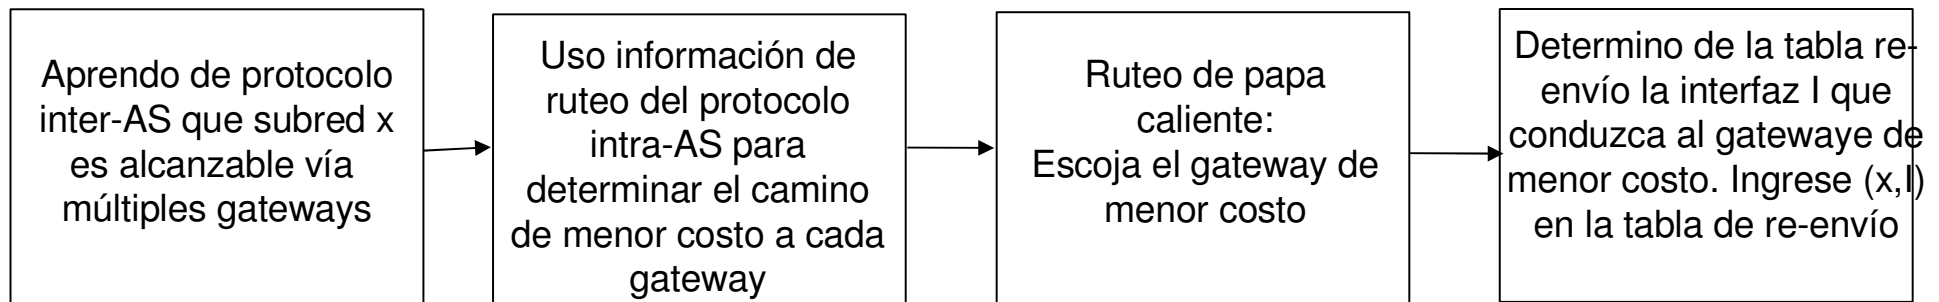 Aprendo de protocolo
inter-AS que subred x
es alcanzable vía
múltiples gateways
Uso información de
ruteo del protocolo
intra-AS para
determinar el camino
de menor costo a cada
gateway
Ruteo de papa
caliente:
Escoja el gateway de
menor costo
Determino de la tabla re-
envío la interfaz I que
conduzca al gatewaye de
menor costo. Ingrese (x,I)
en la tabla de re-envío